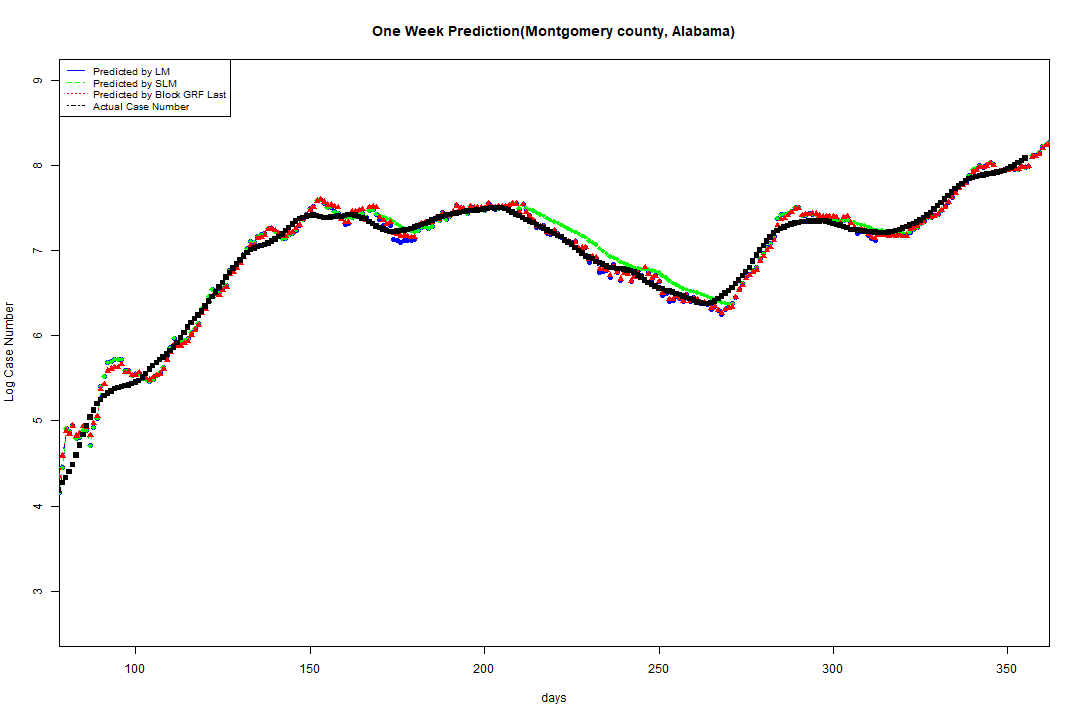 One Week Prediction(Montgomery county, Alabama)
Predicted by LM
Predicted by SLM
Predicted by Block GRF Last
Actual Case Number
9
8
7
6
5
4
3
Log Case Number
100 150 200 250 300 350
days